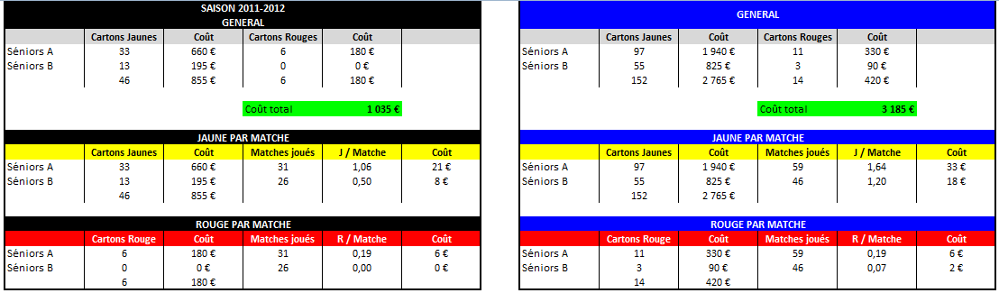 SAISON 2011-2012
GENERAL
Cartons Jaunes Coût Cartons Rouges Coût
Séniors A 33 660 € 6 180 €
Séniors B 13 195 € 0 0 €
46 855 € 6 180 €
Coût total 1 035 €
JAUNE PAR MATCHE
Cartons Jaunes Coût Matches joués J / Matche Coût
Séniors A 33 660 € 31 1,06 21 €
Séniors B 13 195 € 26 0,50 8 €
46 855 €
ROUGE PAR MATCHE
Cartons Rouge Coût Matches joués R / Matche Coût
Séniors A 6 180 € 31 0,19 6 €
Séniors B 0 0 € 26 0,00 0 €
6 180 €
GENERAL
Cartons Jaunes Coût Cartons Rouges Coût
Séniors A 97 1 940 € 11 330 €
Séniors B 55 825 € 3 90 €
152 2 765 € 14 420 €
Coût total 3 185 €
JAUNE PAR MATCHE
Cartons Jaunes Coût Matches joués J / Matche Coût
Séniors A 97 1 940 € 59 1,64 33 €
Séniors B 55 825 € 46 1,20 18 €
152 2 765 €
ROUGE PAR MATCHE
Cartons Rouge Coût Matches joués R / Matche Coût
Séniors A 11 330 € 59 0,19 6 €
Séniors B 3 90 € 46 0,07 2 €
14 420 €